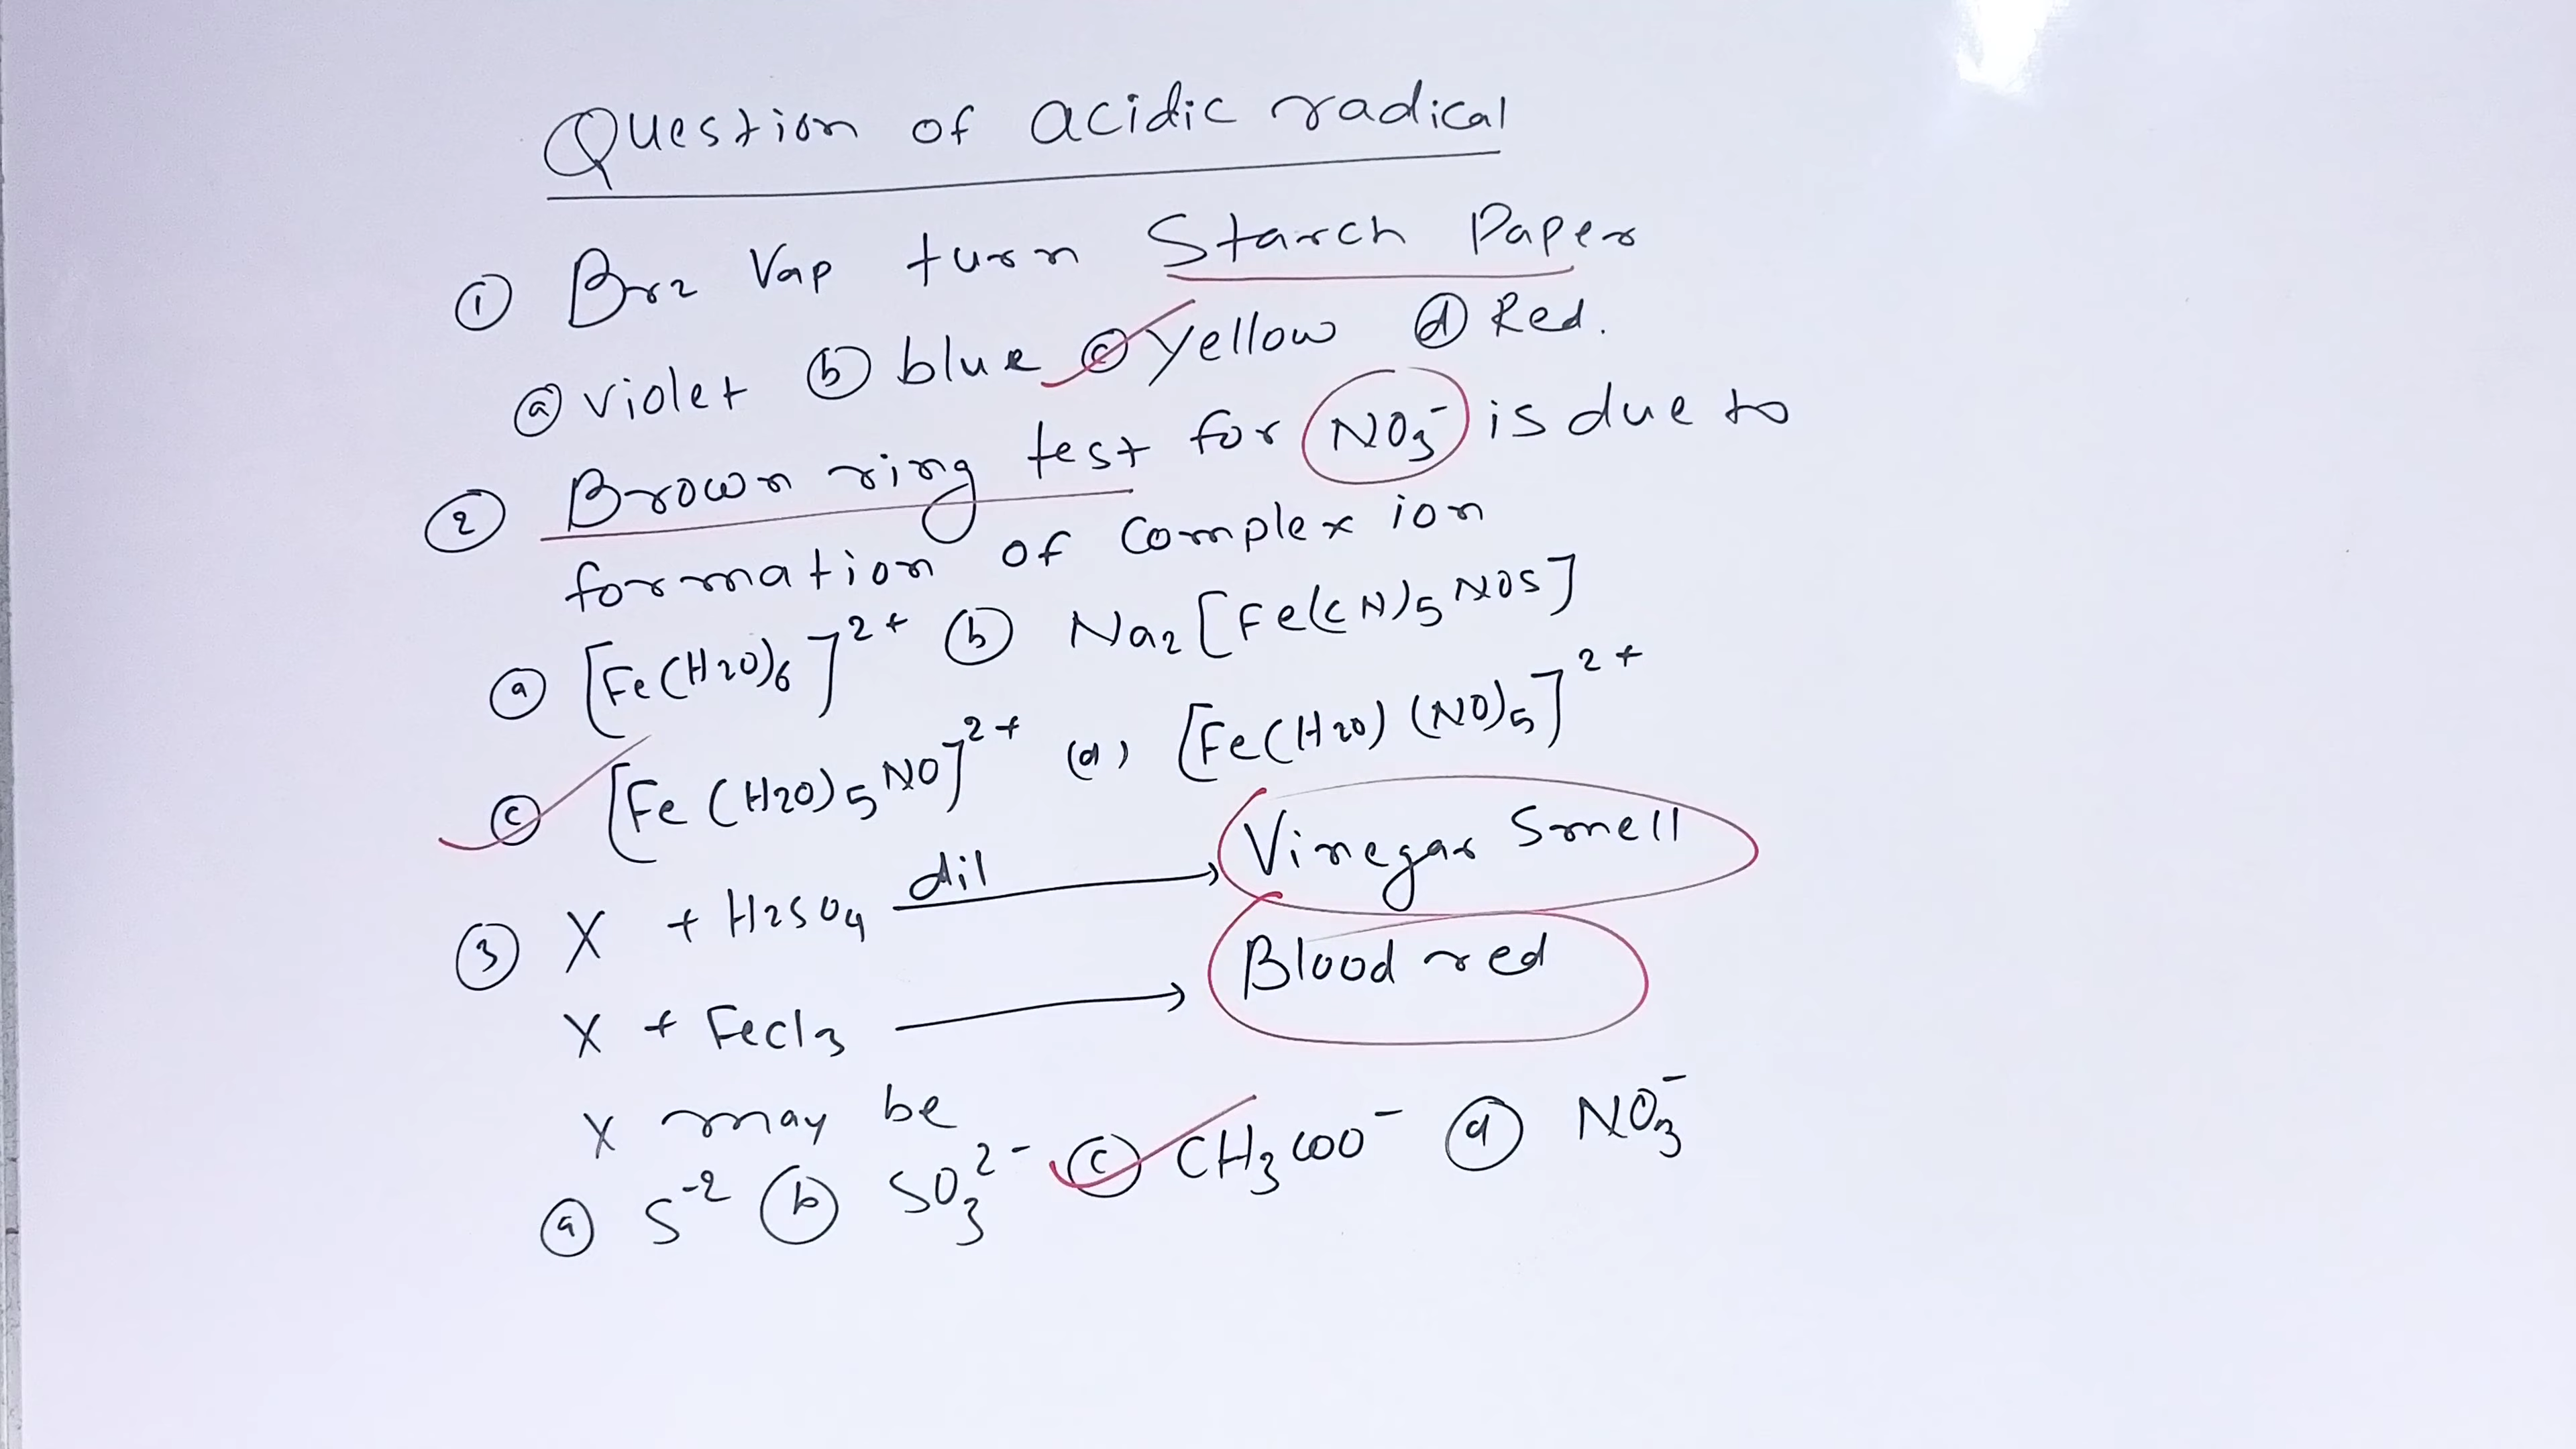 Question of acidic radical
① Br2 Vap turn Starch Paper
ⓐ violet ⓑ blue ⓒ yellow ⓓ Red.
② Brown ring test for NO3⁻ is due to
formation of complex ion
ⓐ [Fe(H2O)6]²⁺ ⓑ Na2[Fe(CN)5NOS]
ⓒ [Fe(H2O)5NO]²⁺ (d) [Fe(H2O)(NO)5]²⁺
③ X + H2SO4 dil → Vinegar Smell
X + FeCl3 → Blood red
X may be
ⓐ S⁻² ⓑ SO3²⁻ ⓒ CH3COO⁻ ⓓ NO3⁻